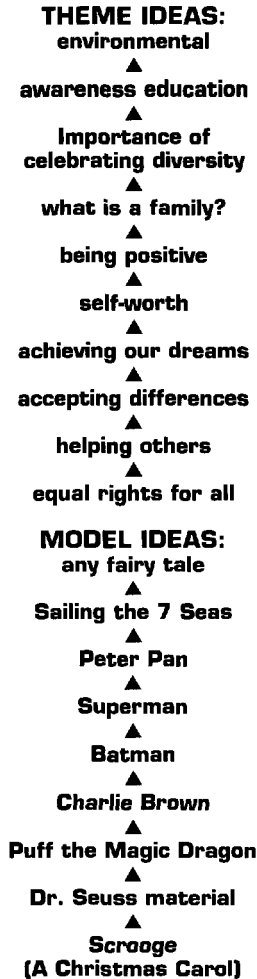 THEME IDEAS:
environmental
▲
awareness education
▲
Importance of
celebrating diversity
▲
what is a family?
▲
being positive
▲
self-worth
▲
achieving our dreams
▲
accepting differences
▲
helping others
▲
equal rights for all
MODEL IDEAS:
any fairy tale
▲
Sailing the 7 Seas
▲
Peter Pan
▲
Superman
▲
Batman
▲
Charlie Brown
▲
Puff the Magic Dragon
▲
Dr. Seuss material
▲
Scrooge
(A Christmas Carol)